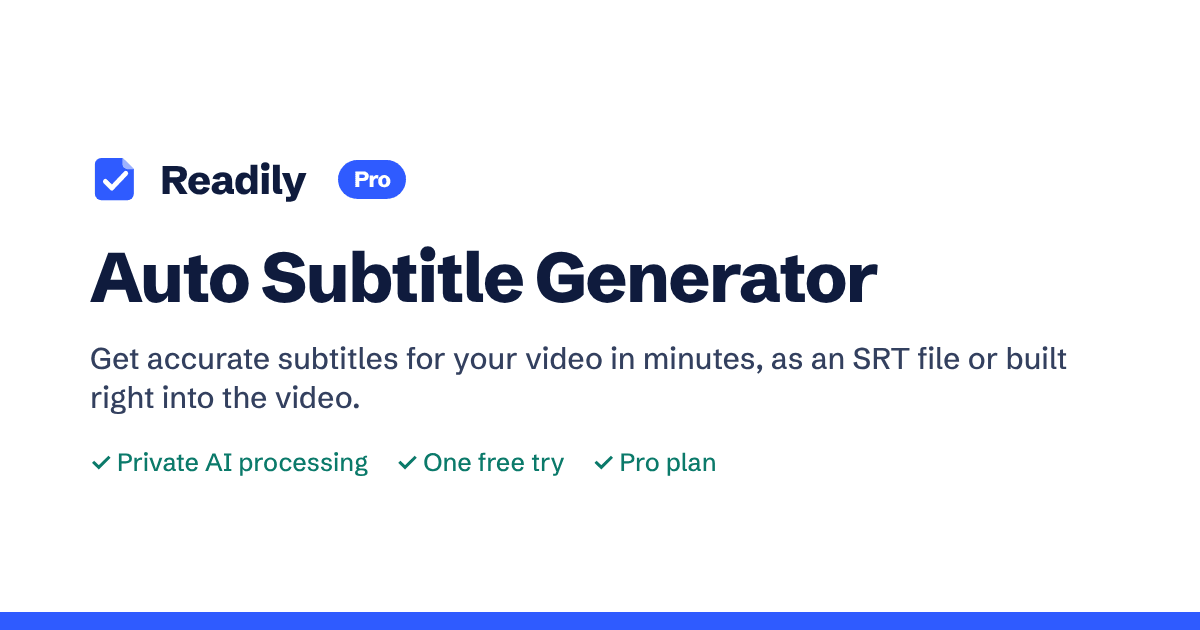 Readily Pro
Auto Subtitle Generator
Get accurate subtitles for your video in minutes, as an SRT file or built
right into the video.
✓ Private AI processing ✓ One free try ✓ Pro plan